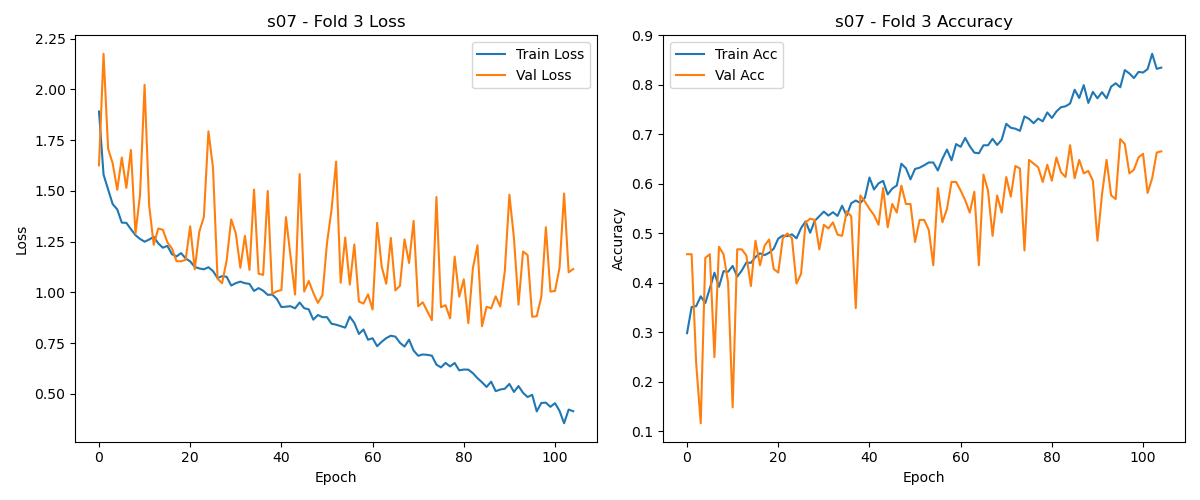 s07 - Fold 3 Loss
Train Loss
Val Loss
2.25
2.00
1.75
1.50
1.25
1.00
0.75
0.50
Loss
0 20 40 60 80 100
Epoch
s07 - Fold 3 Accuracy
Train Acc
Val Acc
0.9
0.8
0.7
0.6
0.5
0.4
0.3
0.2
0.1
Accuracy
0 20 40 60 80 100
Epoch